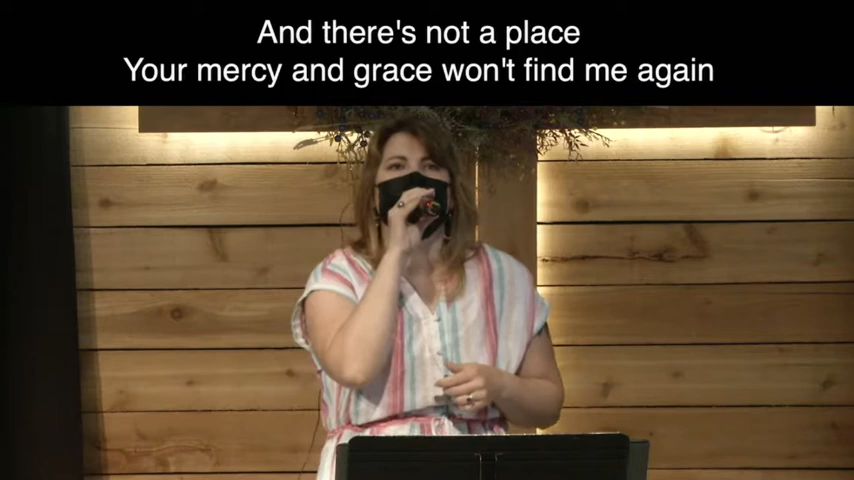 And there's not a place
Your mercy and grace won't find me again